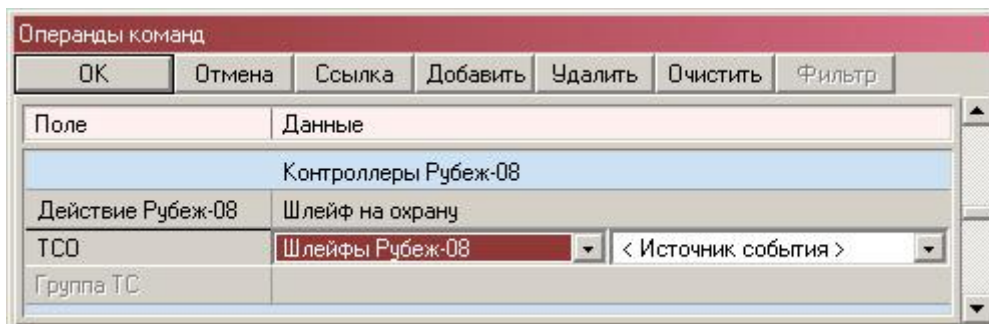 Операнды команд
ОК Отмена Ссылка Добавить Удалить Очистить Фильтр
Поле Данные
Контроллеры Рубеж-08
Действие Рубеж-08 Шлейф на охрану
ТСО Шлейфы Рубеж-08 < Источник события >
Группа ТС